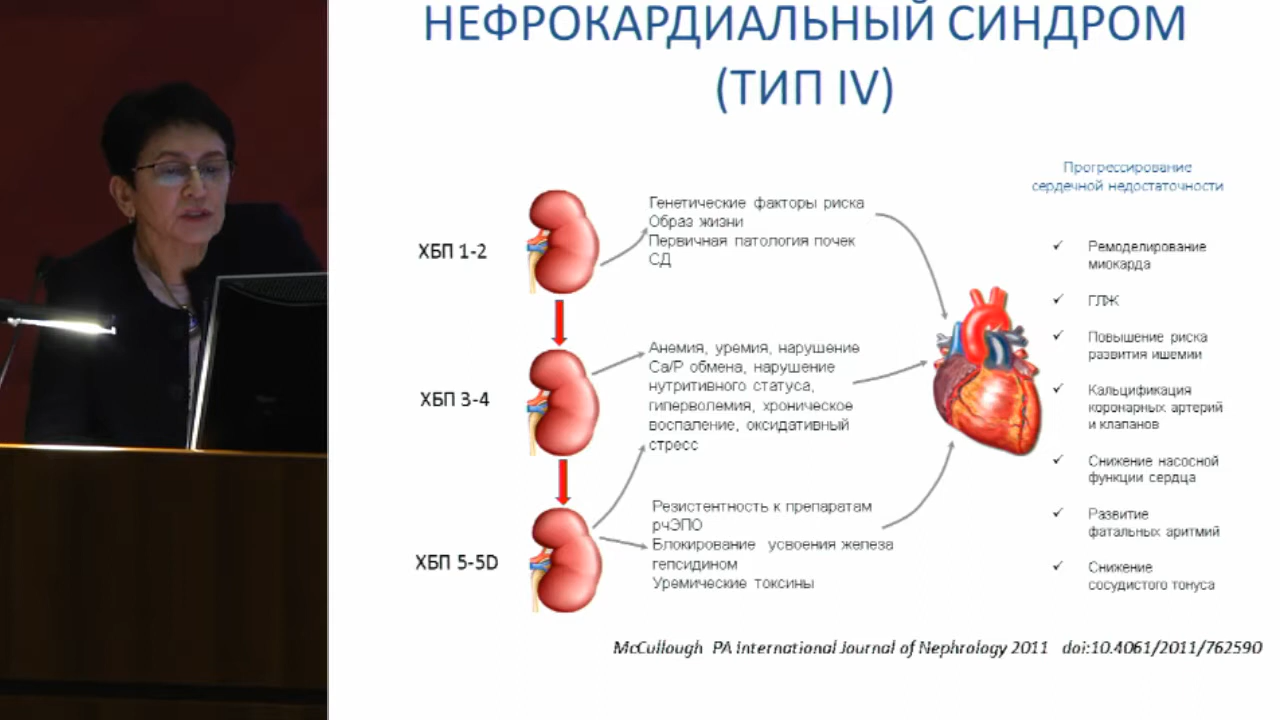 НЕФРОКАРДИАЛЬНЫЙ СИНДРОМ
(ТИП IV)
Прогрессирование
сердечной недостаточности
ХБП 1-2
Генетические факторы риска
Образ жизни
Первичная патология почек
СД
ХБП 3-4
Анемия, уремия, нарушение
Са/Р обмена, нарушение
нутритивного статуса,
гиперволемия, хроническое
воспаление, оксидативный
стресс
ХБП 5-5D
Резистентность к препаратам
рчЭПО
Блокирование усвоения железа
гепсидином
Уремические токсины
✓ Ремоделирование
миокарда
✓ ГЛЖ
✓ Повышение риска
развития ишемии
✓ Кальцификация
коронарных артерий
и клапанов
✓ Снижение насосной
функции сердца
✓ Развитие
фатальных аритмий
✓ Снижение
сосудистого тонуса
McCullough PA International Journal of Nephrology 2011 doi:10.4061/2011/762590